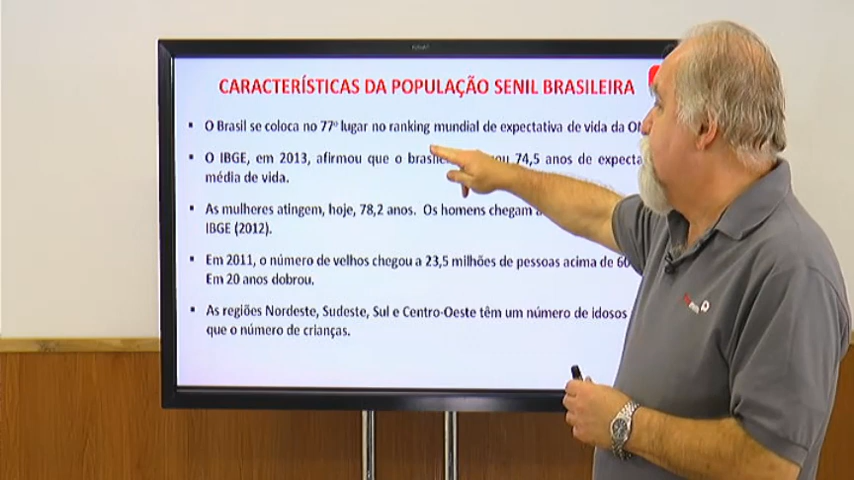 CARACTERÍSTICAS DA POPULAÇÃO SENIL BRASILEIRA
O Brasil se coloca no 77º lugar no ranking mundial de expectativa de vida da
O IBGE, em 2013, afirmou que o 74,5 anos de
média de vida.
As mulheres atingem, hoje, 78,2 anos. Os homens chegam
IBGE (2012).
Em 2011, o número de velhos chegou a 23,5 milhões de pessoas acima de
Em 20 anos dobrou.
As regiões Nordeste, Sudeste, Sul e Centro-Oeste têm um número de idosos
que o número de crianças.